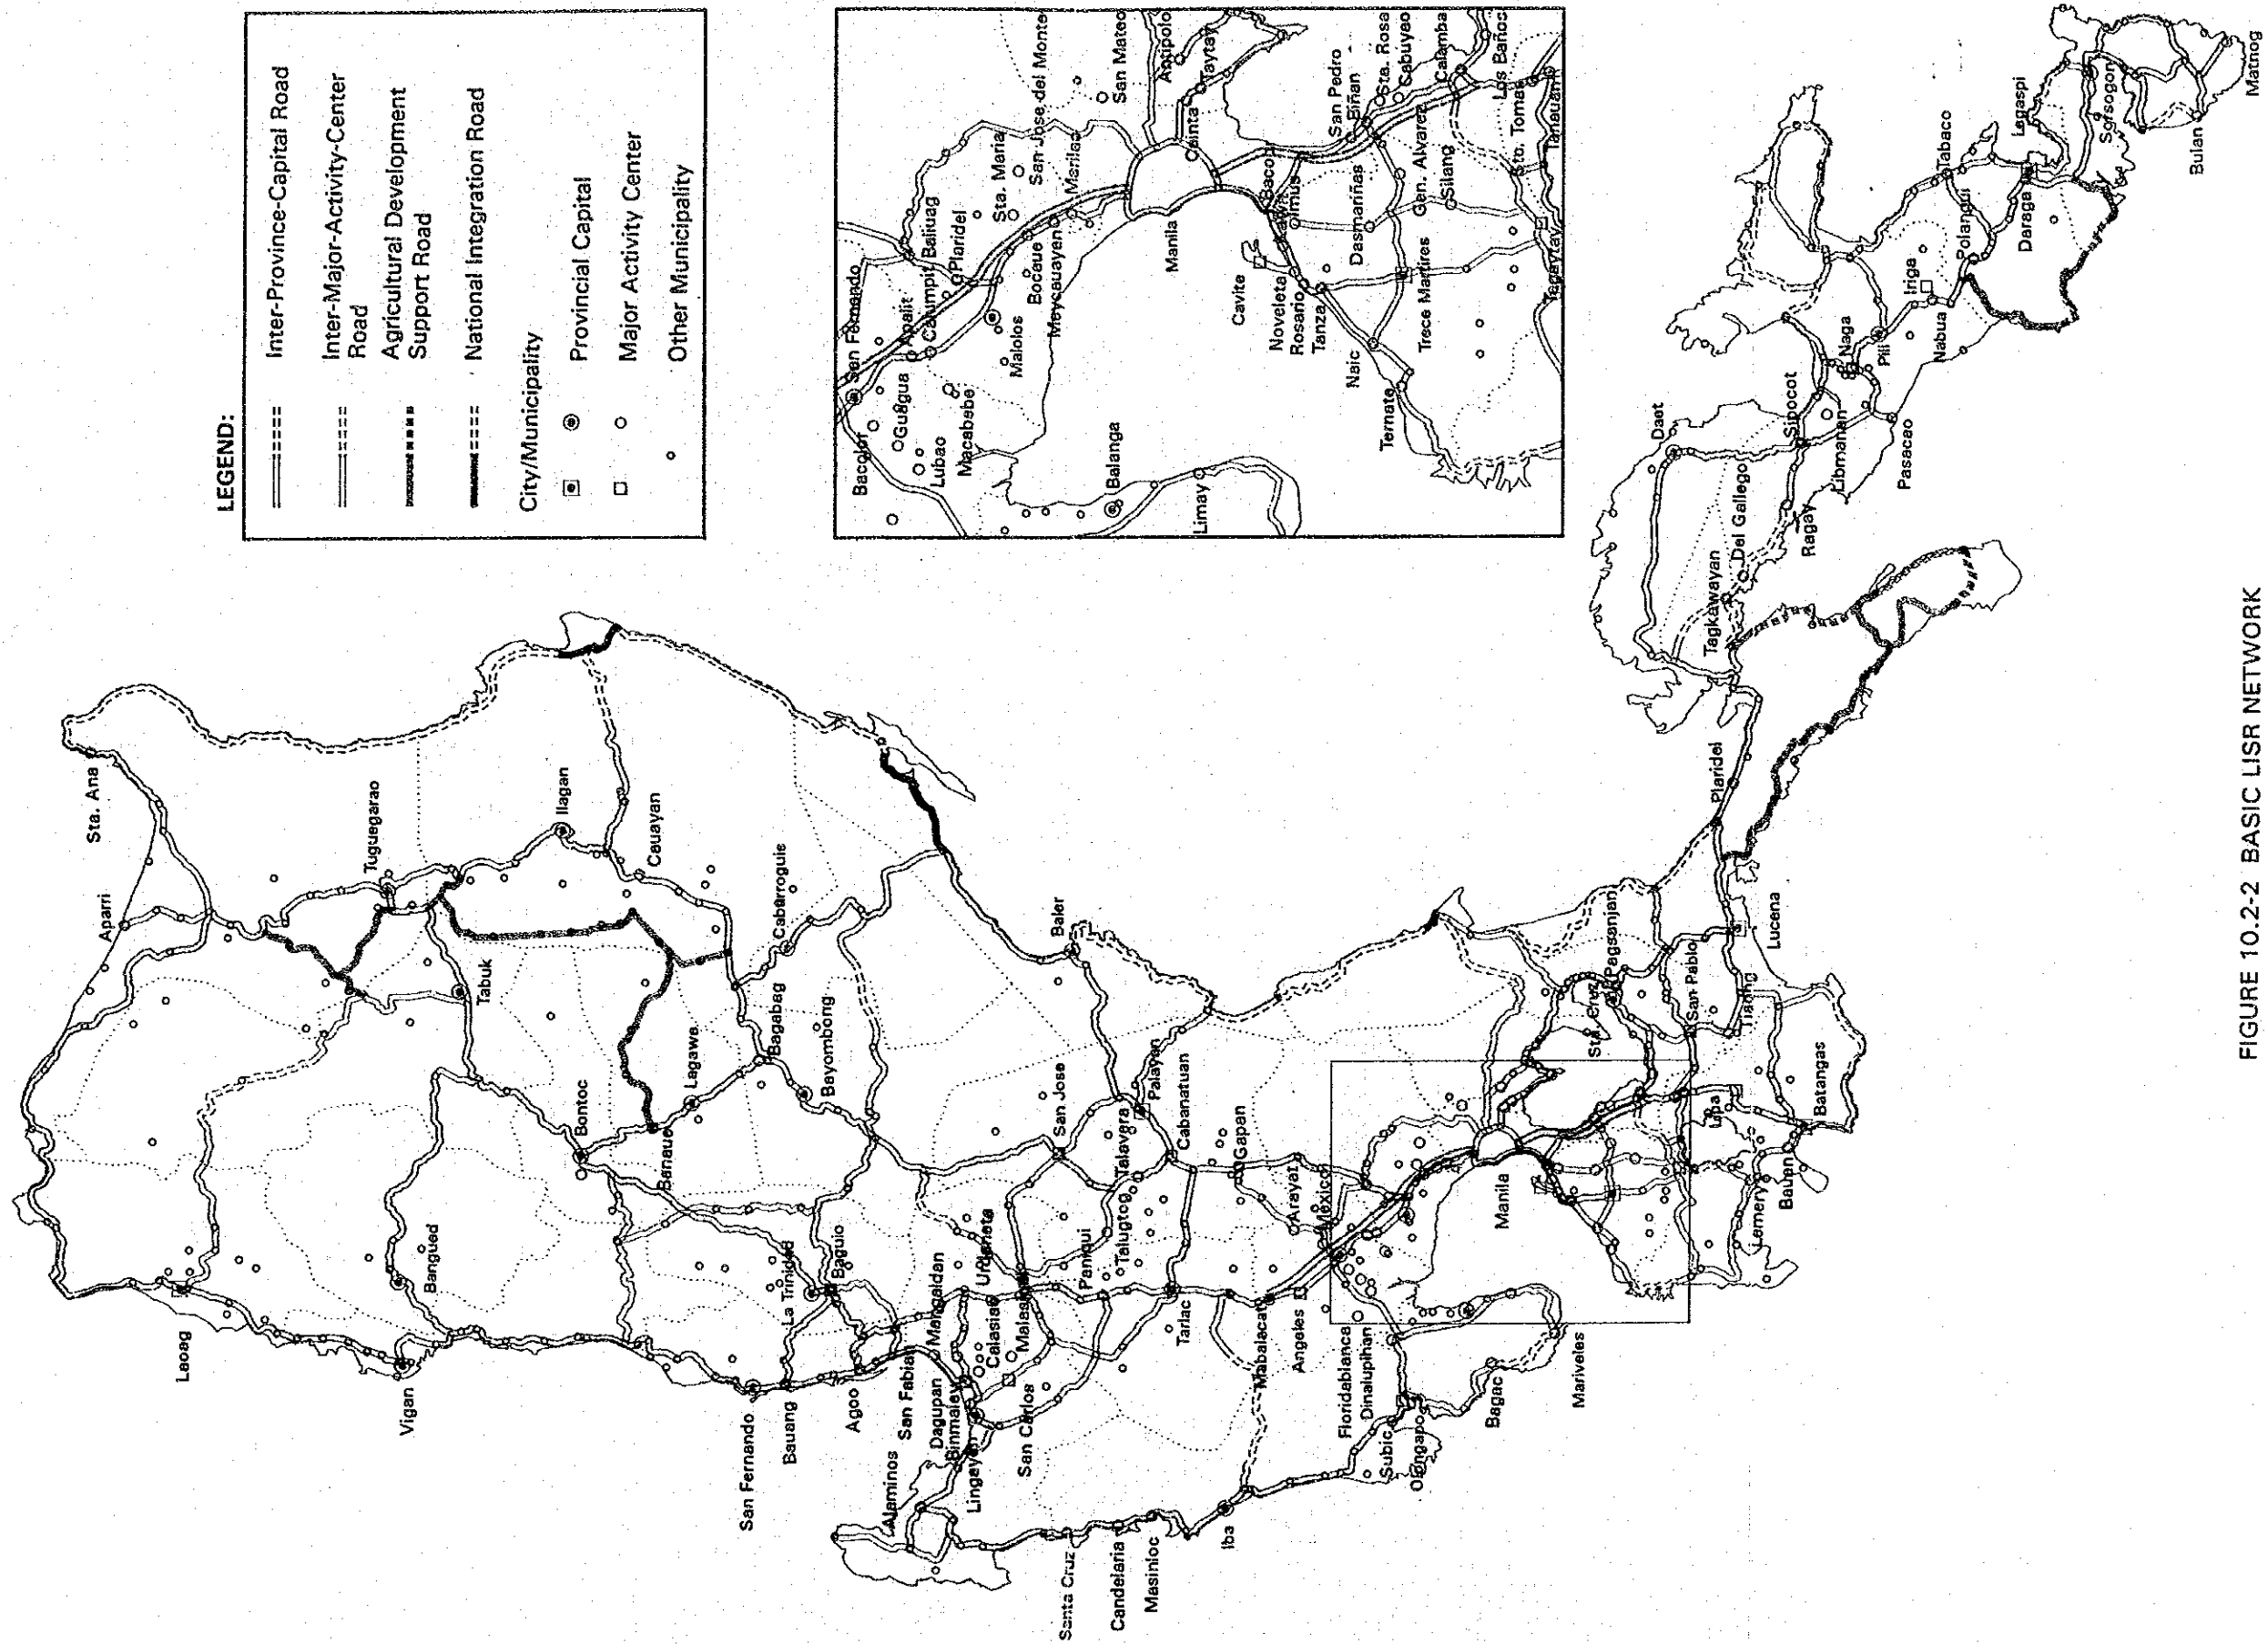 LEGEND:
Inter-Province-Capital Road
Inter-Major-Activity-Center
Road
Agricultural Development
Support Road
National Integration Road
City/Municipality
Provincial Capital
Major Activity Center
Other Municipality
San Fernando
Bacolor
Guagua
Apalit
Calumpit
Baliuag
Lubao
Macabebe
Plaridel
Malolos
Sta. Maria
Bocaue
San Jose del Monte
Meycauayen
Marilao
San Mateo
Antipolo
Taytay
Cainta
Manila
Balanga
Limay
Cavite
Bacoor
Kawit
Imus
Noveleta
Rosario
Tanza
Naic
Ternate
Trece Martires
Dasmariñas
Gen. Alvarez
Silang
San Pedro
Biñan
Sta. Rosa
Cabuyao
Calamba
Los Baños
Sto. Tomas
Tanauan
Tagaytay
Sta. Ana
Aparri
Tuguegarao
Ilagan
Cauayan
Tabuk
Cabarroguis
Laoag
Bangued
Vigan
Bontoc
Banaue
Lagawe
Bagabag
Bayombong
La Trinidad
Baguio
San Fernando
Bauang
Agoo
San Fabian
Mangaldan
Dagupan
Binmaley
Calasiao
Urdaneta
Malasiqui
Lingayen
San Carlos
Alaminos
Santa Cruz
Candelaria
Masinloc
Iba
Baler
San Jose
Palayan
Talavera
Cabanatuan
Talugtog
Paniqui
Gapan
Tarlac
Arayat
Mexico
Mabalacat
Angeles
Floridablanca
Dinalupihan
Subic
Olongapo
Bagac
Mariveles
Manila
Sta. Cruz
Pagsanjan
San Pablo
Tiaong
Lucena
Lipa
Lemery
Bauan
Batangas
Plaridel
Tagkawayan
Del Gallego
Ragay
Daet
Sipocot
Libmanan
Pasacao
Naga
Pili
Nabua
Iriga
Polangui
Tabaco
Daraga
Legaspi
Sorsogon
Bulan
Matnog
FIGURE 10.2-2 BASIC LISR NETWORK